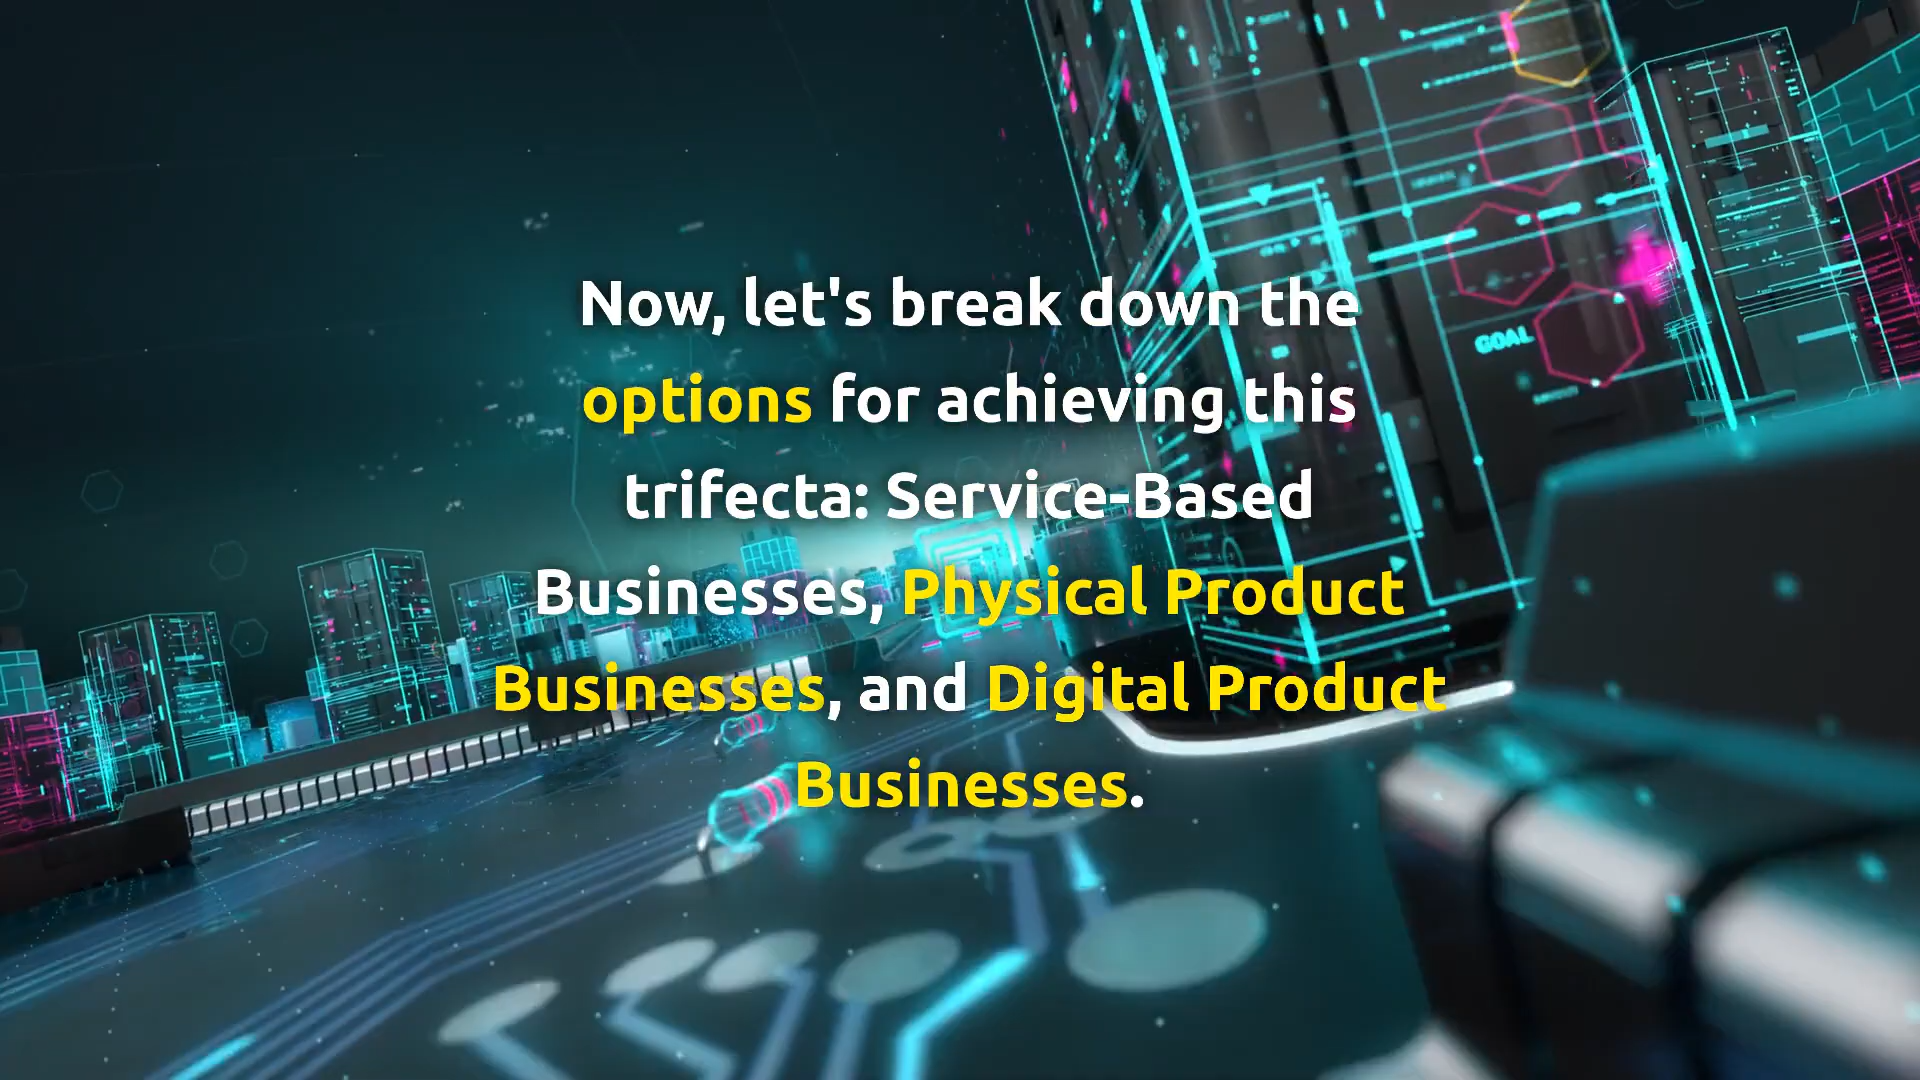 Now, let's break down the
options for achieving this
trifecta: Service-Based
Businesses, Physical Product
Businesses, and Digital Product
Businesses.
GOAL